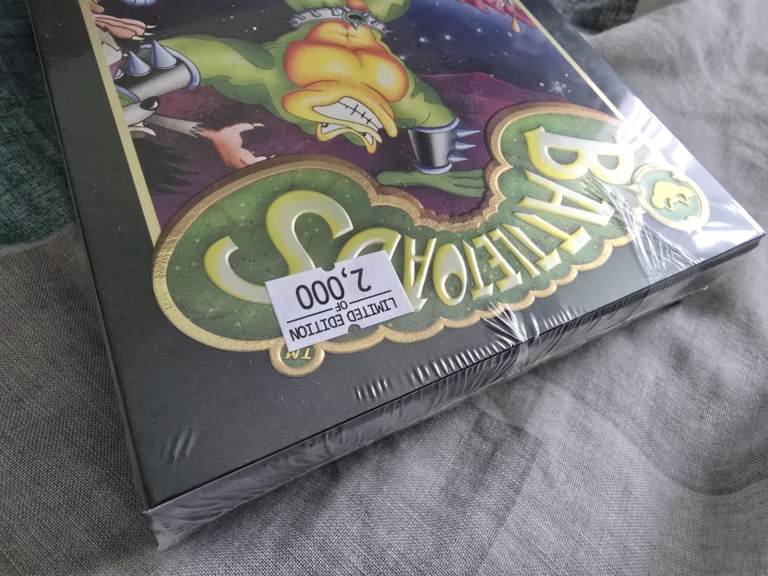 BATTLETOADS
TM
LIMITED EDITION
OF
2,000